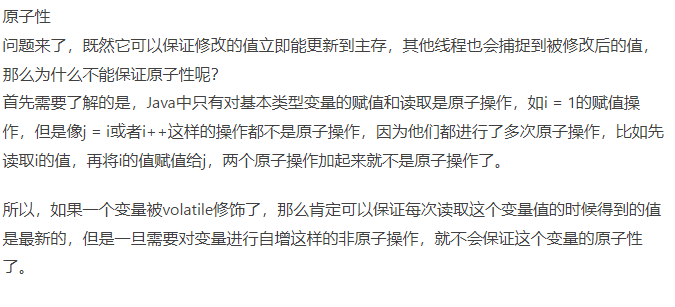 原子性
问题来了，既然它可以保证修改的值立即能更新到主存，其他线程也会捕捉到被修改后的值，
那么为什么不能保证原子性呢？
首先需要了解的是，Java中只有对基本类型变量的赋值和读取是原子操作，如i = 1的赋值操
作，但是像j = i或者i++这样的操作都不是原子操作，因为他们都进行了多次原子操作，比如先
读取i的值，再将i的值赋值给j，两个原子操作加起来就不是原子操作了。
所以，如果一个变量被volatile修饰了，那么肯定可以保证每次读取这个变量值的时候得到的值
是最新的，但是一旦需要对变量进行自增这样的非原子操作，就不会保证这个变量的原子性
了。